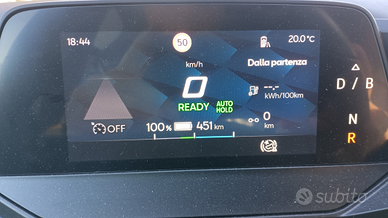 18:44
50
20.0°C
km/h
Dalla partenza
0
READY
AUTO HOLD
--,-
kWh/100km
D/B
N
R
OFF
100%
451 km
0 km
subito